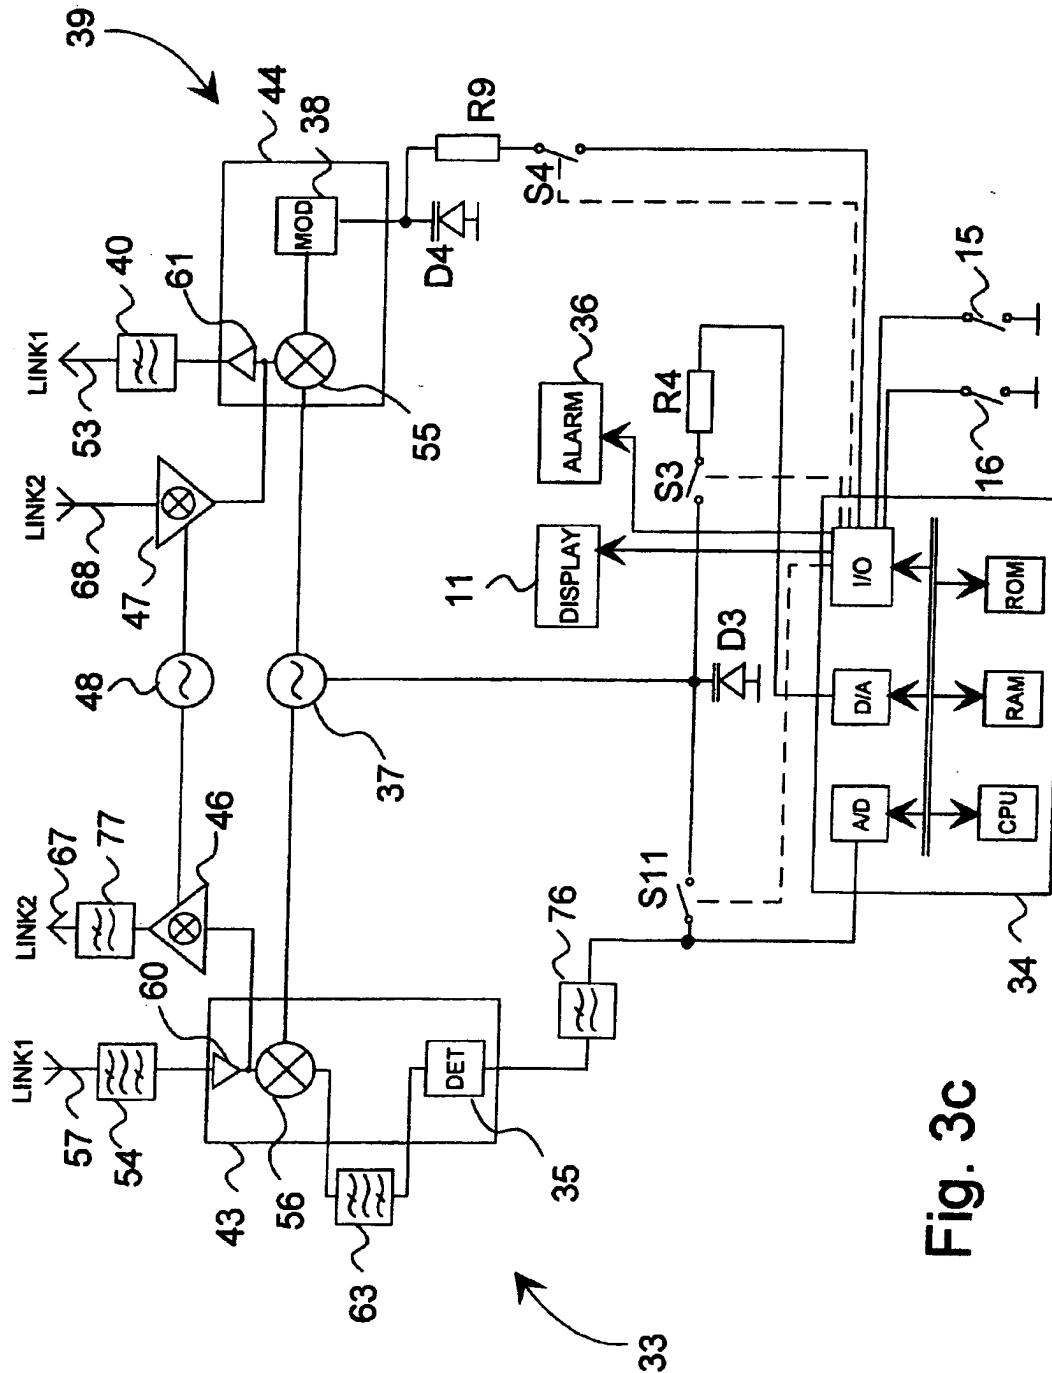 39
44
38
R9
S4
D4
LINK1
53
40
61
55
LINK2
68
47
48
37
LINK2
67
77
46
60
LINK1
57
54
43
56
63
35
33
MOD
DET
76
S11
D3
S3
R4
ALARM
36
DISPLAY
11
15
16
I/O
D/A
A/D
ROM
RAM
CPU
34
Fig. 3c